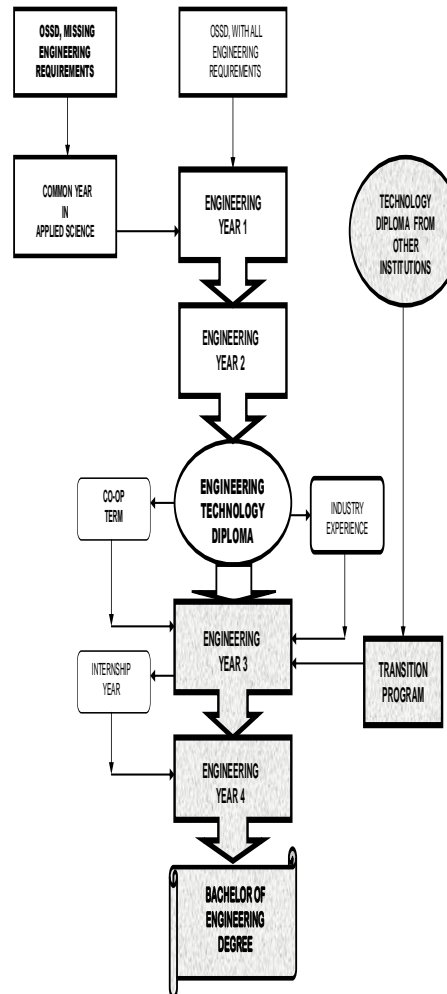 OSSD, MISSING
ENGINEERING
REQUIREMENTS
OSSD, WITH ALL
ENGINEERING
REQUIREMENTS
COMMON YEAR
IN
APPLIED SCIENCE
ENGINEERING
YEAR 1
TECHNOLOGY
DIPLOMA FROM
OTHER
INSTITUTIONS
ENGINEERING
YEAR 2
CO-OP
TERM
ENGINEERING
TECHNOLOGY
DIPLOMA
INDUSTRY
EXPERIENCE
ENGINEERING
YEAR 3
INTERNSHIP
YEAR
TRANSITION
PROGRAM
ENGINEERING
YEAR 4
BACHELOR OF
ENGINEERING
DEGREE